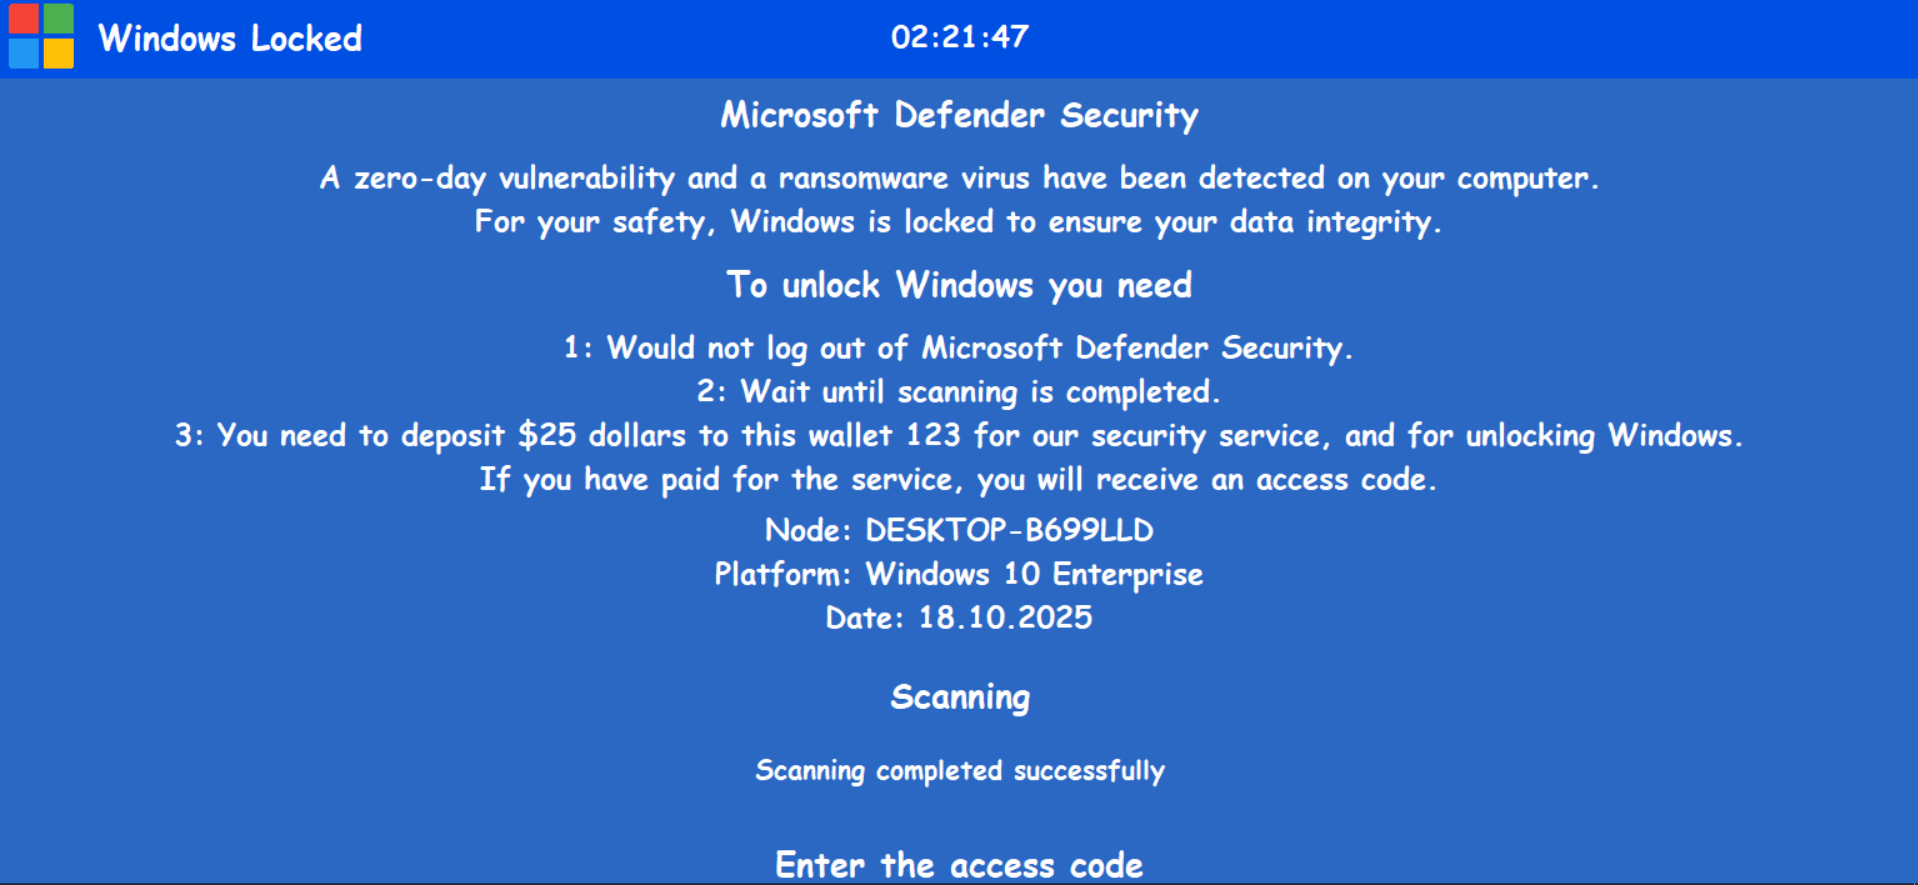 Windows Locked
02:21:47
Microsoft Defender Security
A zero-day vulnerability and a ransomware virus have been detected on your computer.
For your safety, Windows is locked to ensure your data integrity.
To unlock Windows you need
1: Would not log out of Microsoft Defender Security.
2: Wait until scanning is completed.
3: You need to deposit $25 dollars to this wallet 123 for our security service, and for unlocking Windows.
If you have paid for the service, you will receive an access code.
Node: DESKTOP-B699LLD
Platform: Windows 10 Enterprise
Date: 18.10.2025
Scanning
Scanning completed successfully
Enter the access code